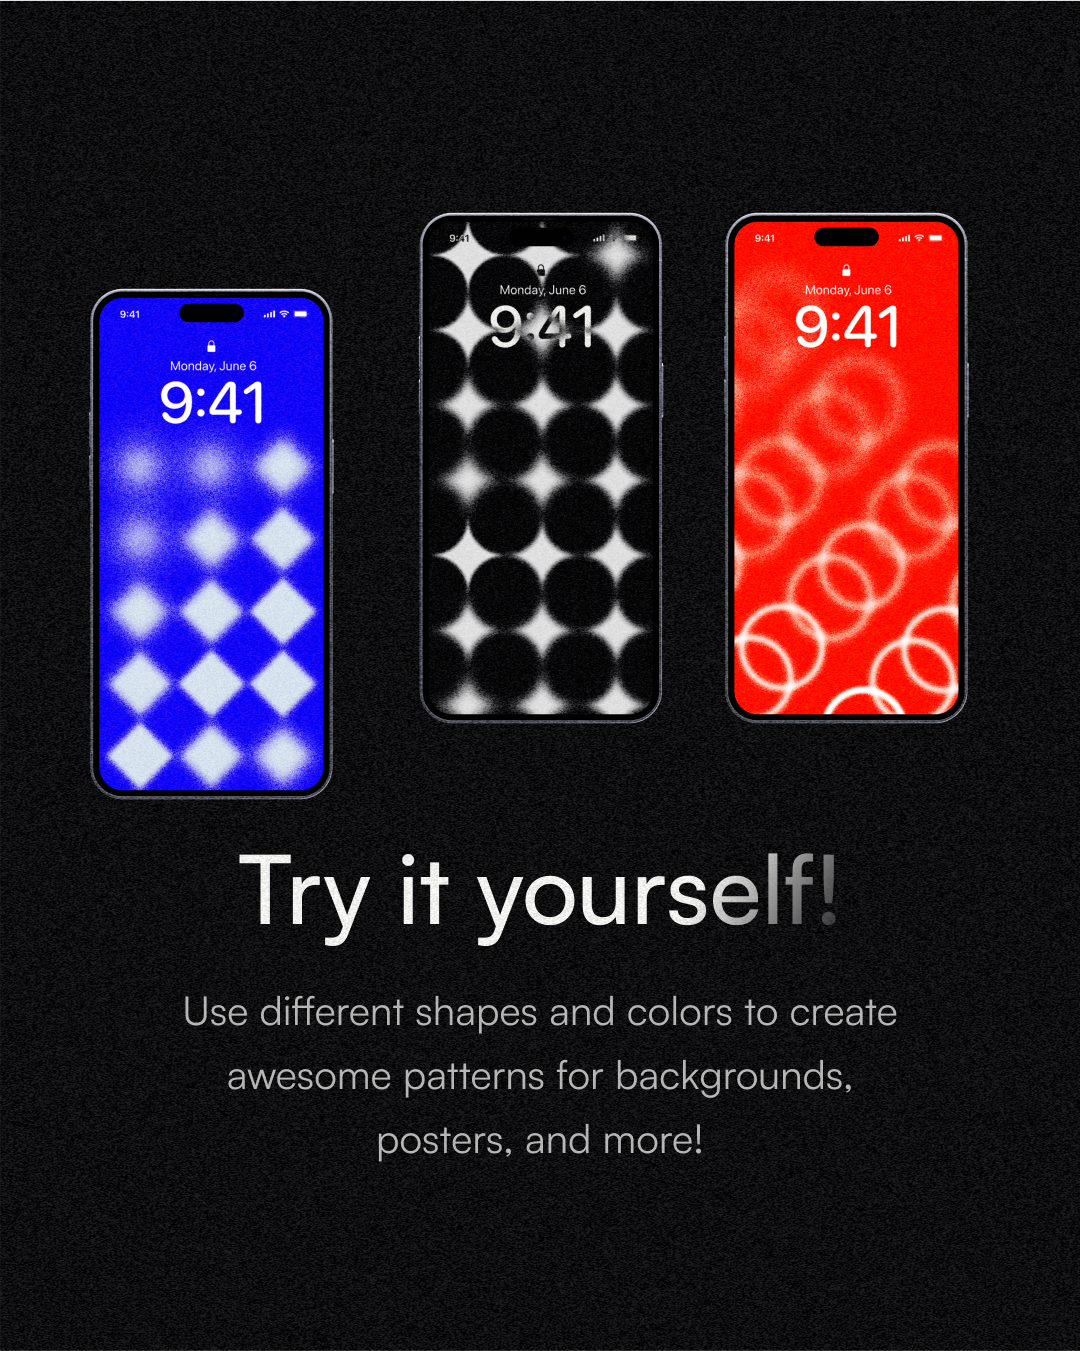 9:41
Monday, June 6
9:41
9:41
Monday, June 6
9:41
9:41
Monday, June 6
9:41
Try it yourself!
Use different shapes and colors to create
awesome patterns for backgrounds,
posters, and more!